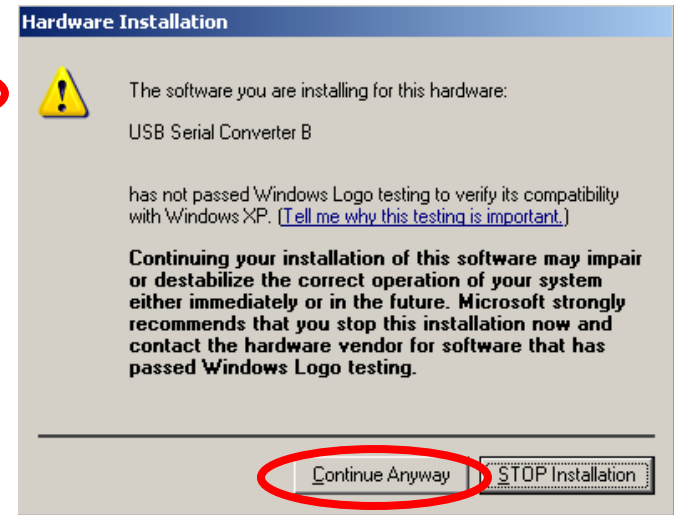 Hardware Installation
The software you are installing for this hardware:
USB Serial Converter B
has not passed Windows Logo testing to verify its compatibility
with Windows XP. (Tell me why this testing is important.)
Continuing your installation of this software may impair
or destabilize the correct operation of your system
either immediately or in the future. Microsoft strongly
recommends that you stop this installation now and
contact the hardware vendor for software that has
passed Windows Logo testing.
Continue Anyway STOP Installation